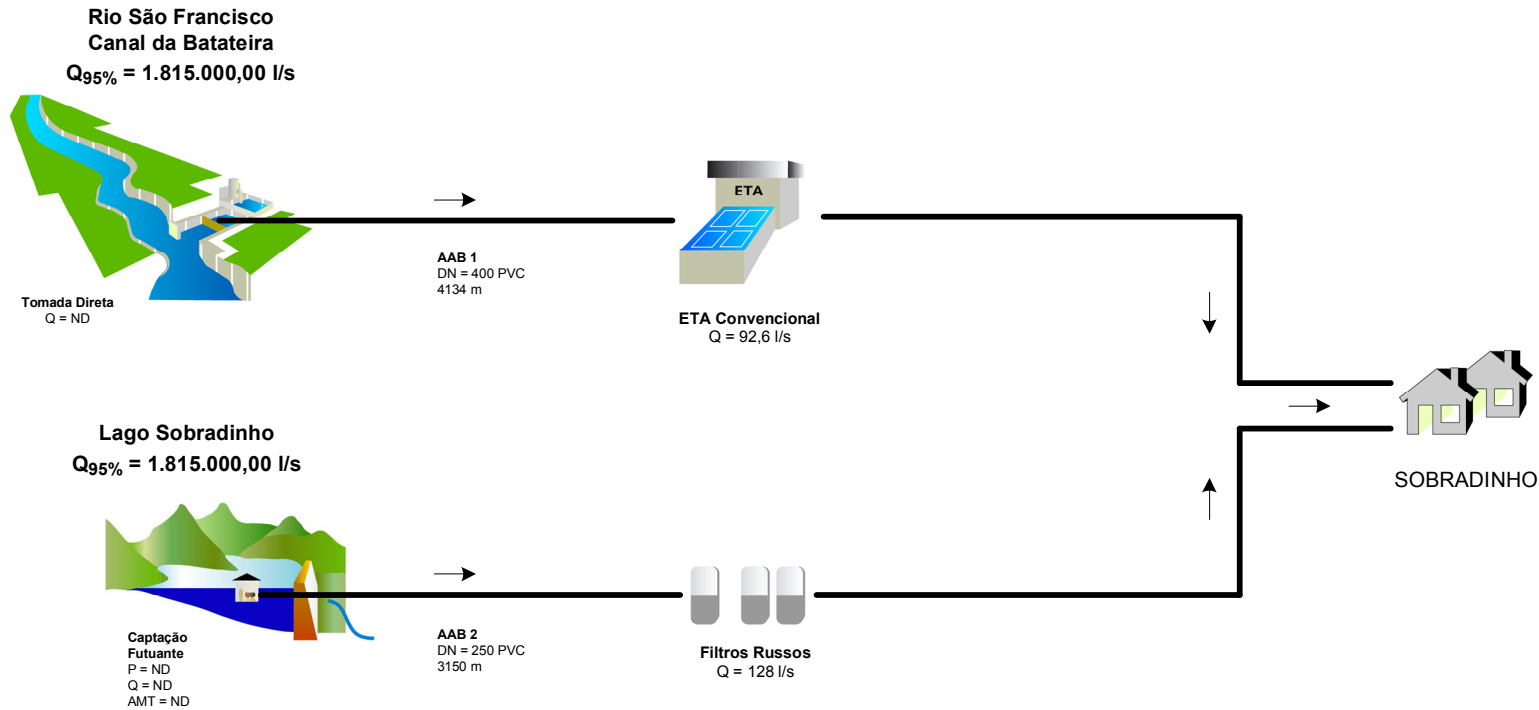 Rio São Francisco
Canal da Batateira
Q95% = 1.815.000,00 l/s
Tomada Direta
Q = ND
AAB 1
DN = 400 PVC
4134 m
ETA
ETA Convencional
Q = 92,6 l/s
Lago Sobradinho
Q95% = 1.815.000,00 l/s
Captação
Futuante
P = ND
Q = ND
AMT = ND
AAB 2
DN = 250 PVC
3150 m
Filtros Russos
Q = 128 l/s
SOBRADINHO